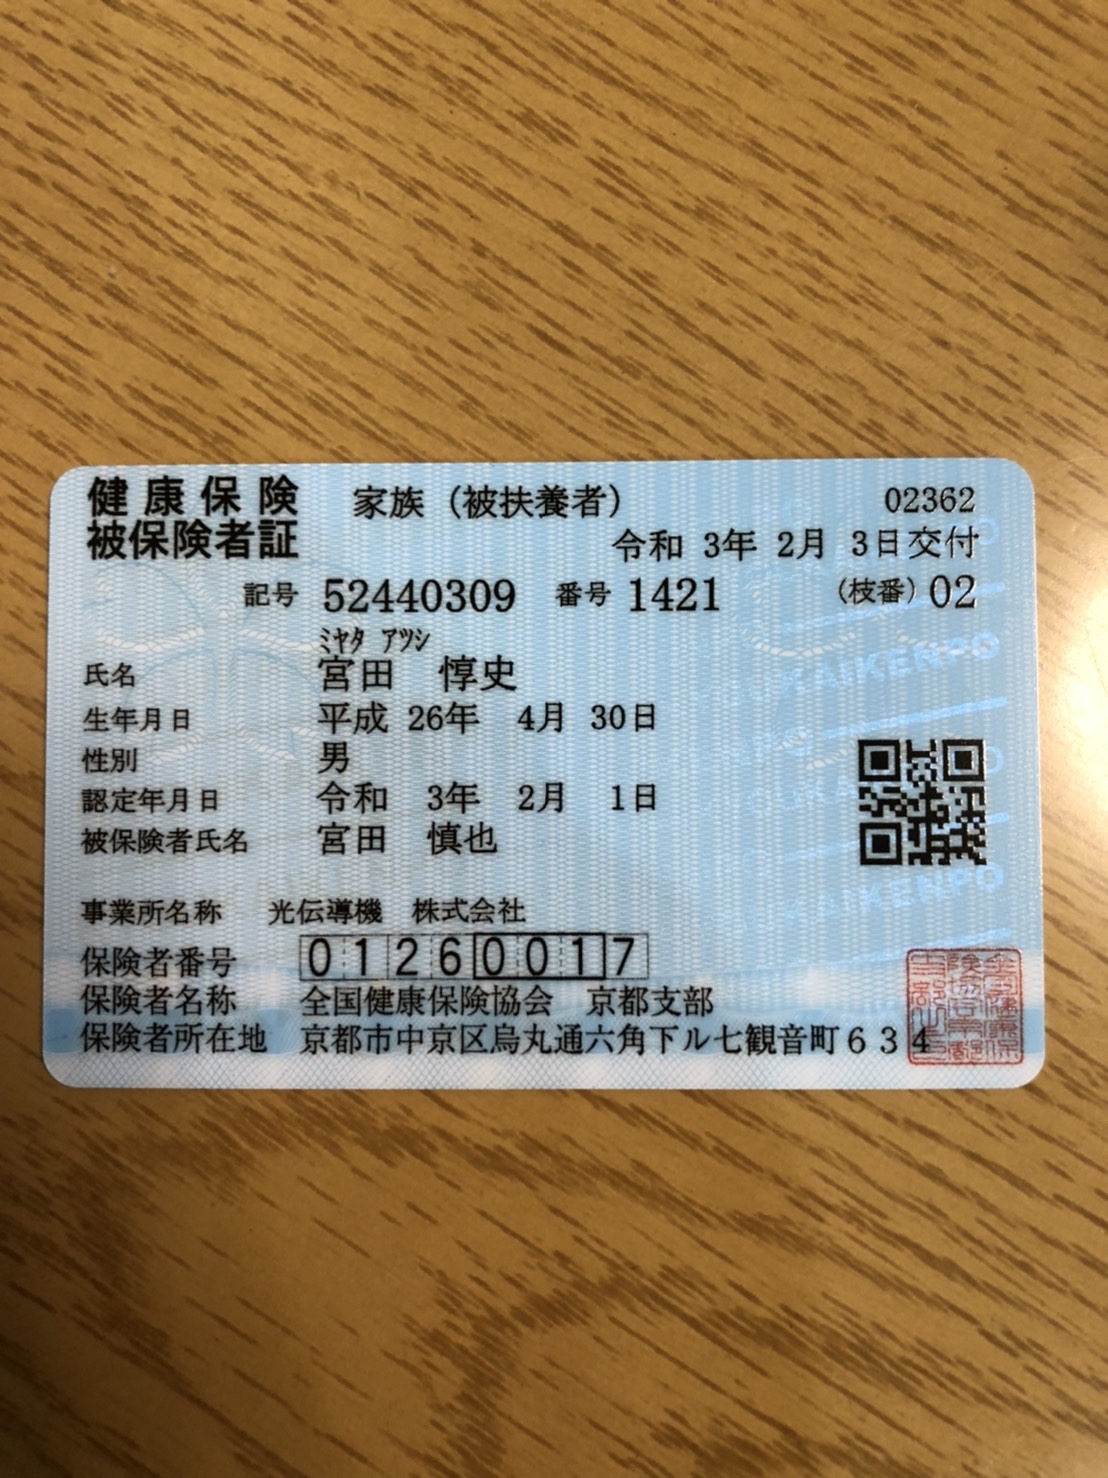 健康保険 家族（被扶養者） 02362
被保険者証 令和 3年 2月 3日交付
記号 52440309 番号 1421 （枝番）02
ﾐﾔﾀ ｱﾂｼ
氏名 宮田 惇史
生年月日 平成 26年 4月 30日
性別 男
認定年月日 令和 3年 2月 1日
被保険者氏名 宮田 慎也
事業所名称 光伝導機 株式会社
保険者番号 01260017
保険者名称 全国健康保険協会 京都支部
保険者所在地 京都市中京区烏丸通六角下ル七観音町６３４